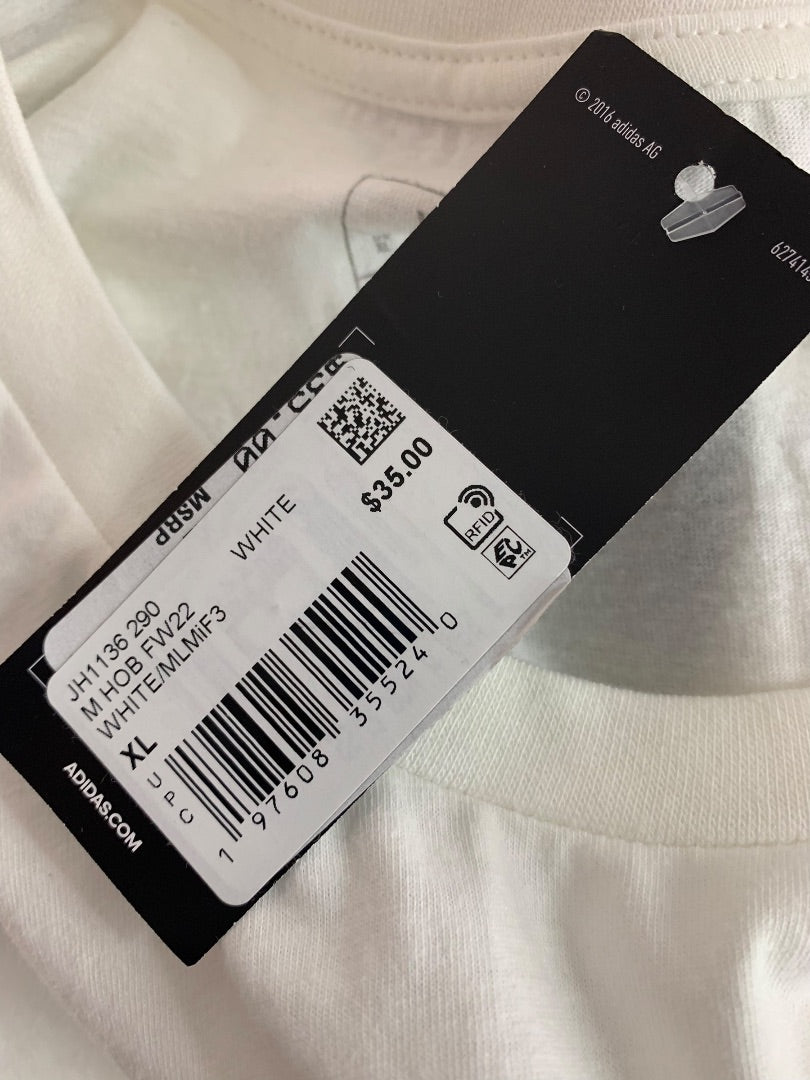 © 2016 adidas AG
$35.00
WHITE
RFID
EPC™
MSRP
JH1136 290
M HOB FW22
WHITE/MLMiF3
XL
UPC
1 97608 35524 0
ADIDAS.COM